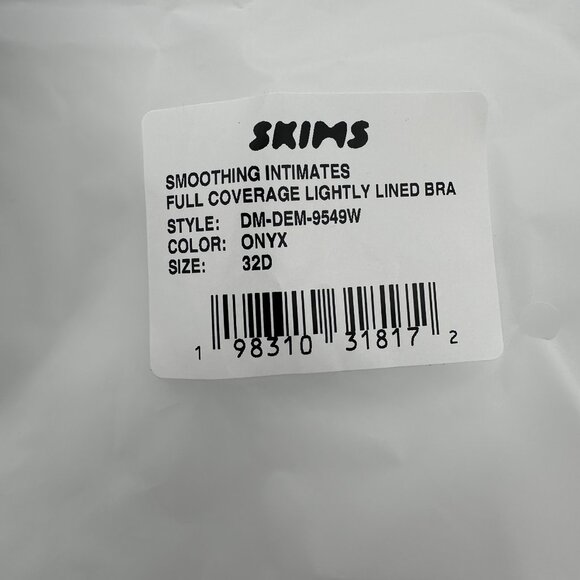 SKIMS
SMOOTHING INTIMATES
FULL COVERAGE LIGHTLY LINED BRA
STYLE: DM-DEM-9549W
COLOR: ONYX
SIZE: 32D
1 98310 31817 2